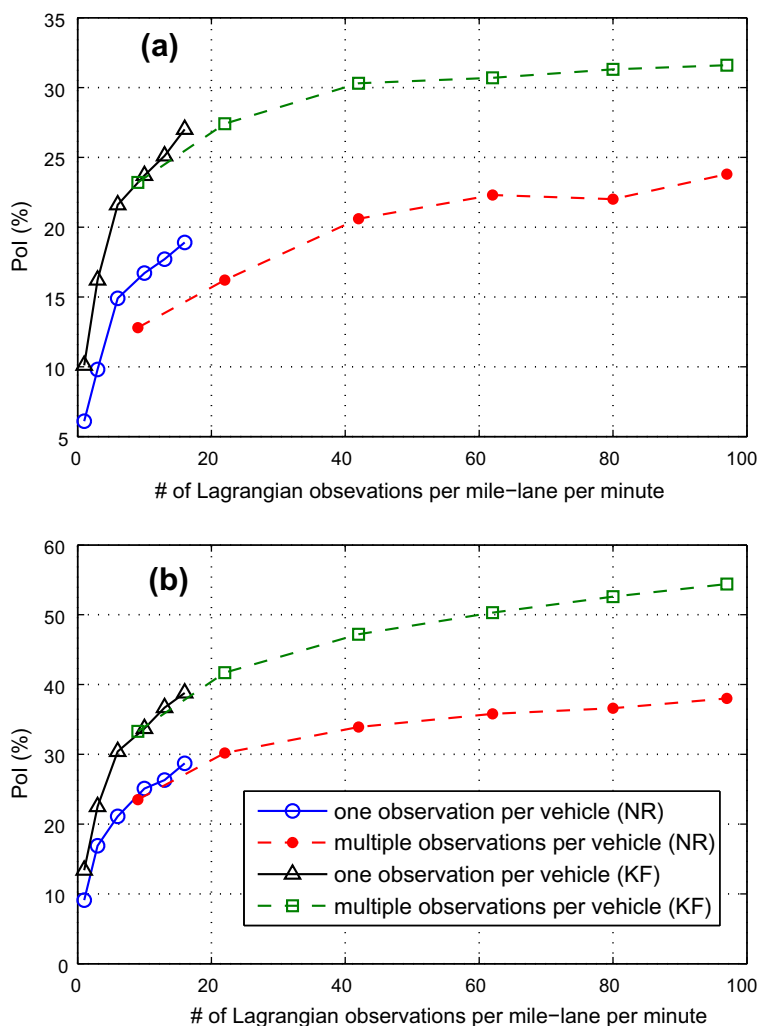 (a)
35
30
25
20
15
10
5
PoI (%)
0 20 40 60 80 100
# of Lagrangian obsevations per mile−lane per minute
(b)
60
50
40
30
20
10
0
PoI (%)
one observation per vehicle (NR)
multiple observations per vehicle (NR)
one observation per vehicle (KF)
multiple observations per vehicle (KF)
0 20 40 60 80 100
# of Lagrangian observations per mile−lane per minute